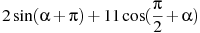 2 sin(α + π) + 11 cos(π/2 + α)